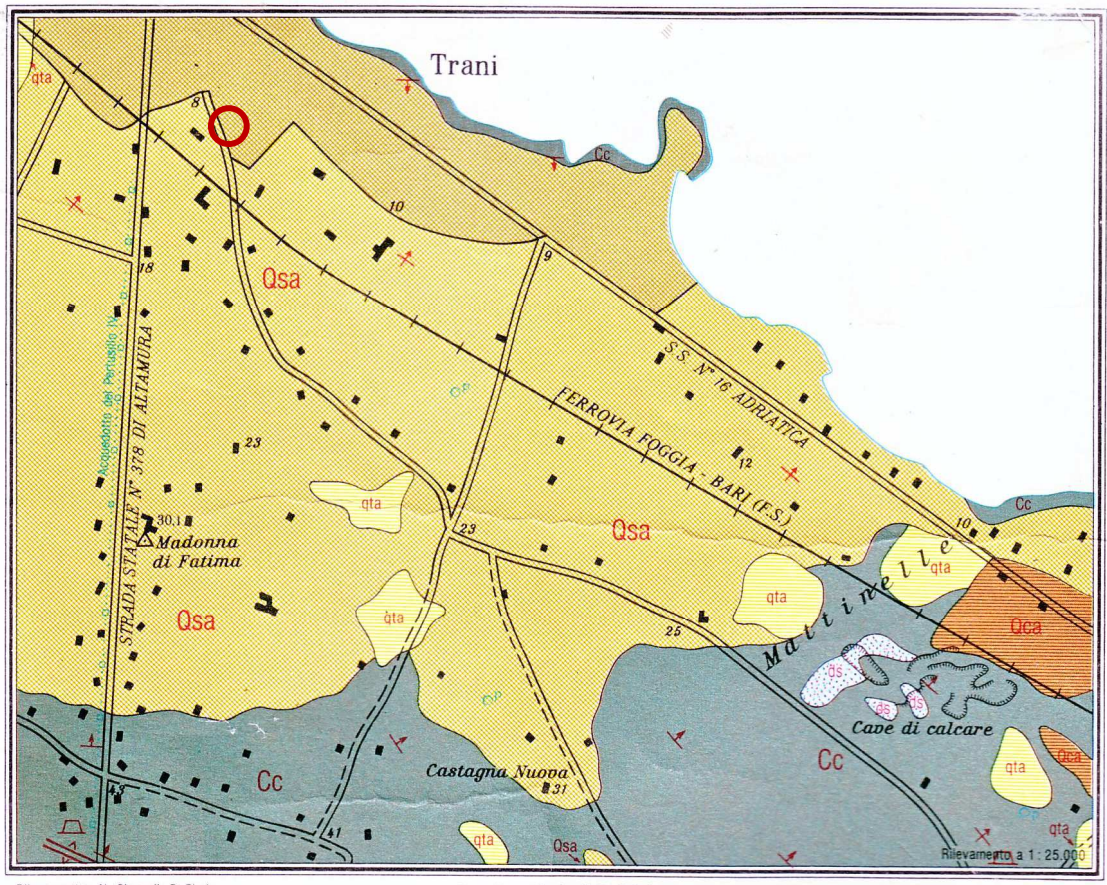 Trani
qta
8
Cc
10
9
18
Qsa
S.S. N° 16 ADRIATICA
Acquedotto del Pertusillo IV
STRADA STATALE N° 378 DI ALTAMURA
FERROVIA FOGGIA - BARI (F.S.)
23
12
qta
Cc
30.1
Madonna
di Fatima
23
Qsa
10
Mattinelle
qta
qta
qta
Qsa
25
Qca
ds
ds
ds
Cave di calcare
Cc
Castagna Nuova
31
Cc
qta
Qca
43
41
qta
Qsa
qta
Rilevamento a 1: 25.000